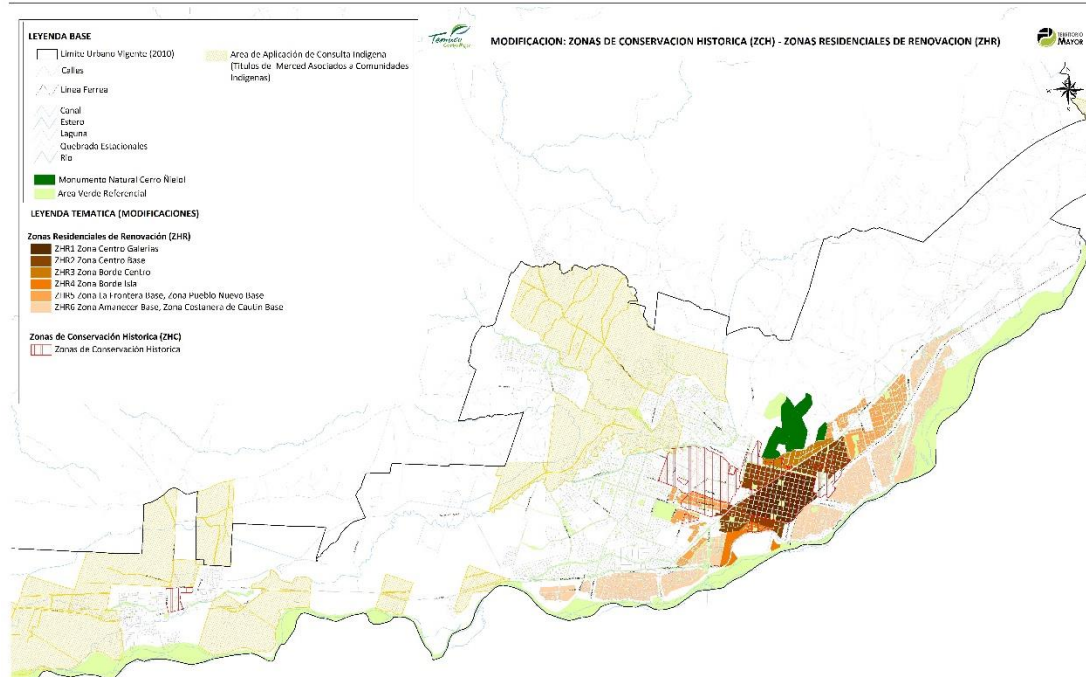 LEYENDA BASE
Limite Urbano Vigente (2010)
Calles
Linea Ferrea
Canal
Estero
Laguna
Quebrada Estacionales
Rio
Monumento Natural Cerro Ñielol
Area Verde Referencial
Area de Aplicación de Consulta Indigena
(Titulos de Merced Asociados a Comunidades
Indigenas)
Temuco
MODIFICACION: ZONAS DE CONSERVACION HISTORICA (ZCH) - ZONAS RESIDENCIALES DE RENOVACION (ZHR)
TERRITORIO
MAYOR
LEYENDA TEMATICA (MODIFICACIONES)
Zonas Residenciales de Renovación (ZHR)
ZHR1 Zona Centro Galerias
ZHR2 Zona Centro Base
ZHR3 Zona Borde Centro
ZHR4 Zona Borde Isla
ZHR5 Zona La Frontera Base, Zona Pueblo Nuevo Base
ZHR6 Zona Amanecer Base, Zona Costanera de Cautin Base
Zonas de Conservación Historica (ZHC)
Zonas de Conservación Historica